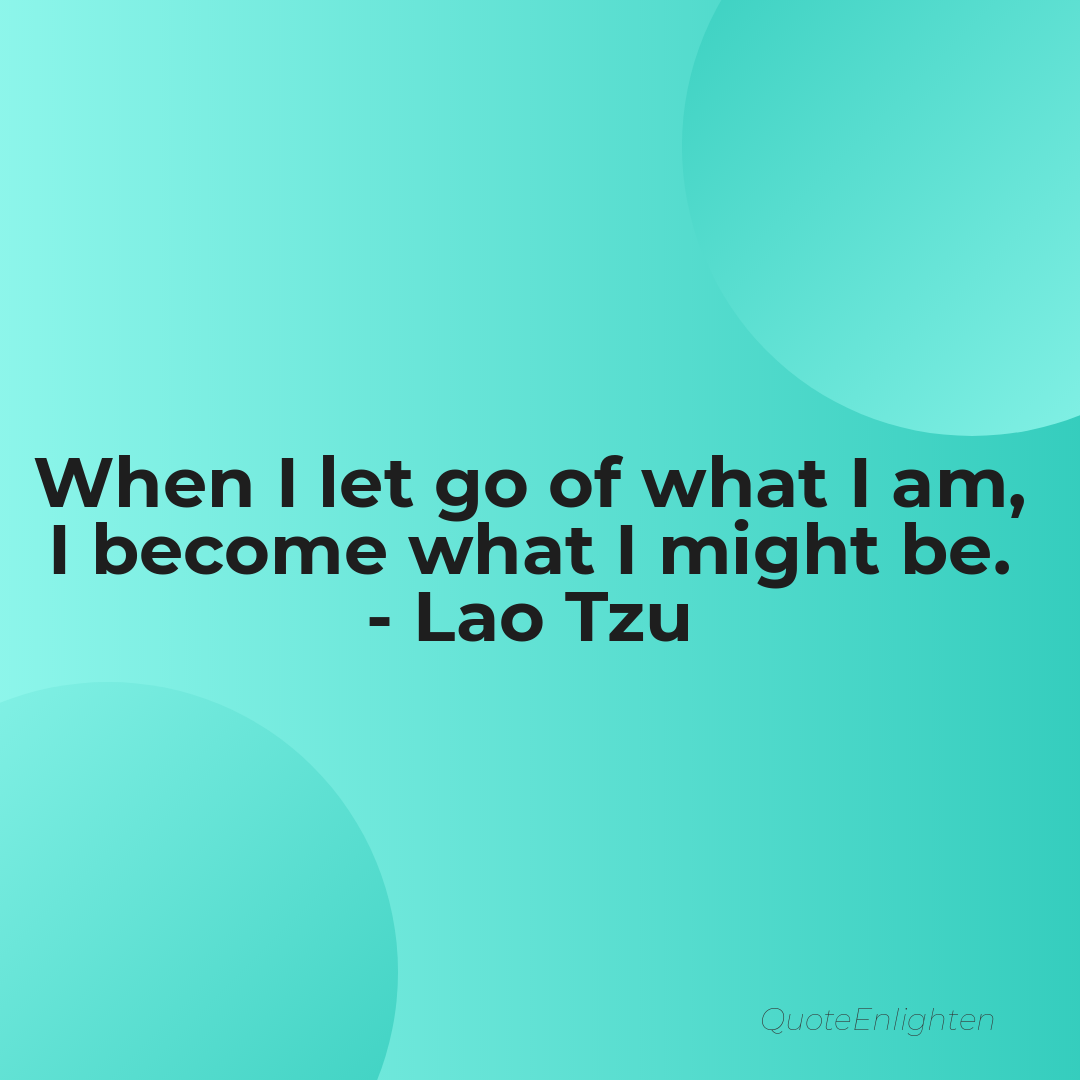 When I let go of what I am,
I become what I might be.
- Lao Tzu
QuoteEnlighten